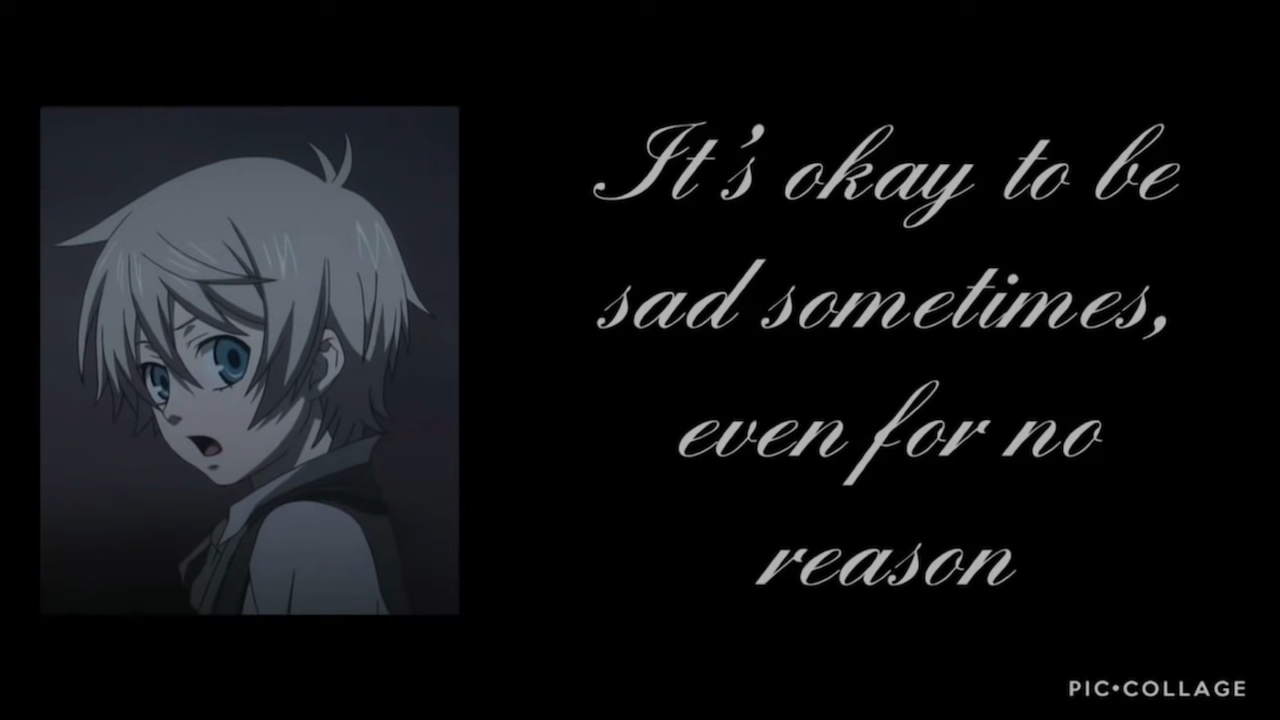 It's okay to be
sad sometimes,
even for no
reason
PIC•COLLAGE